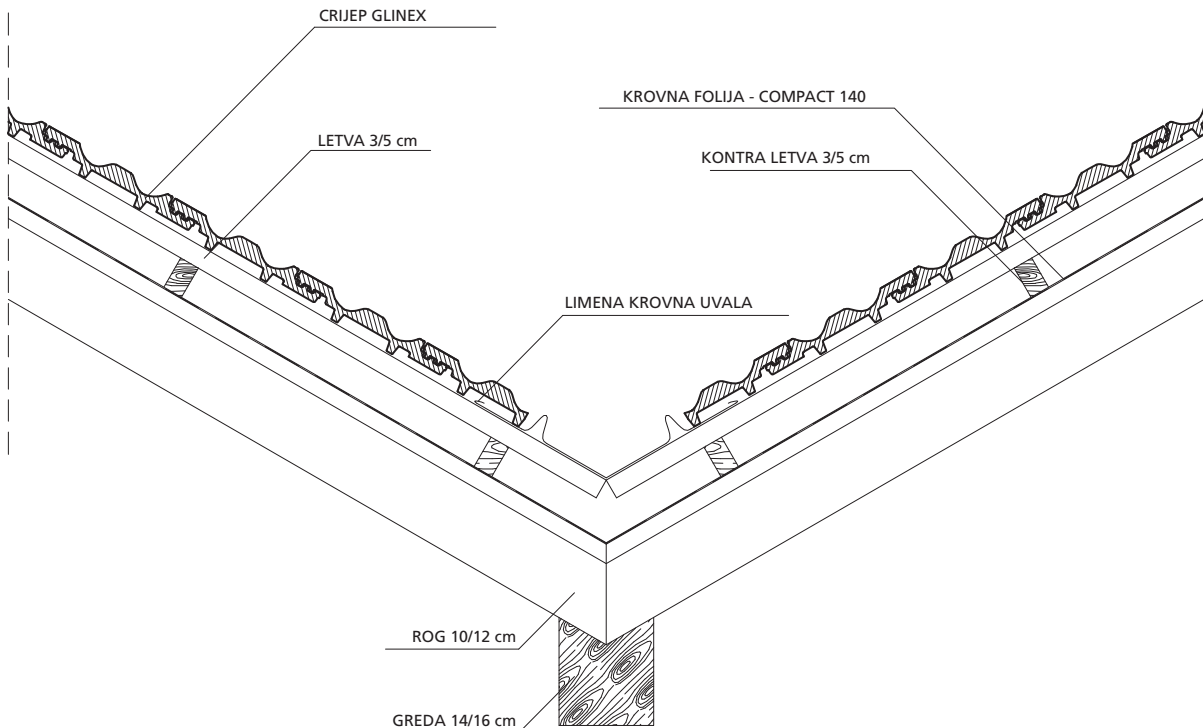 CRIJEP GLINEX
KROVNA FOLIJA - COMPACT 140
LETVA 3/5 cm
KONTRA LETVA 3/5 cm
LIMENA KROVNA UVALA
ROG 10/12 cm
GREDA 14/16 cm